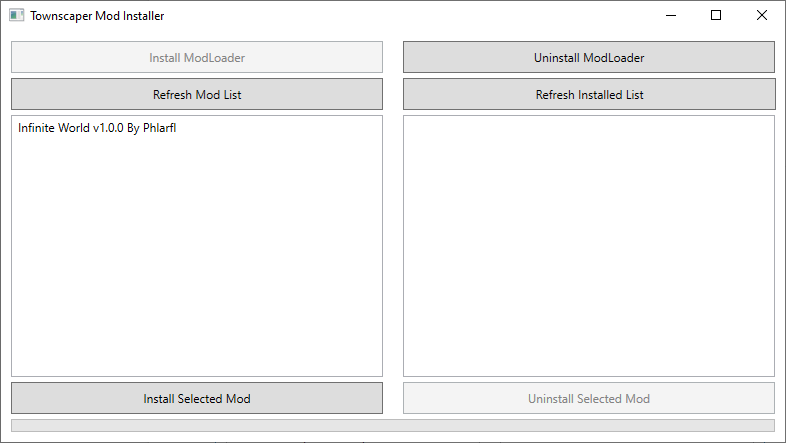 Townscaper Mod Installer
Install ModLoader
Uninstall ModLoader
Refresh Mod List
Refresh Installed List
Infinite World v1.0.0 By Phlarfl
Install Selected Mod
Uninstall Selected Mod